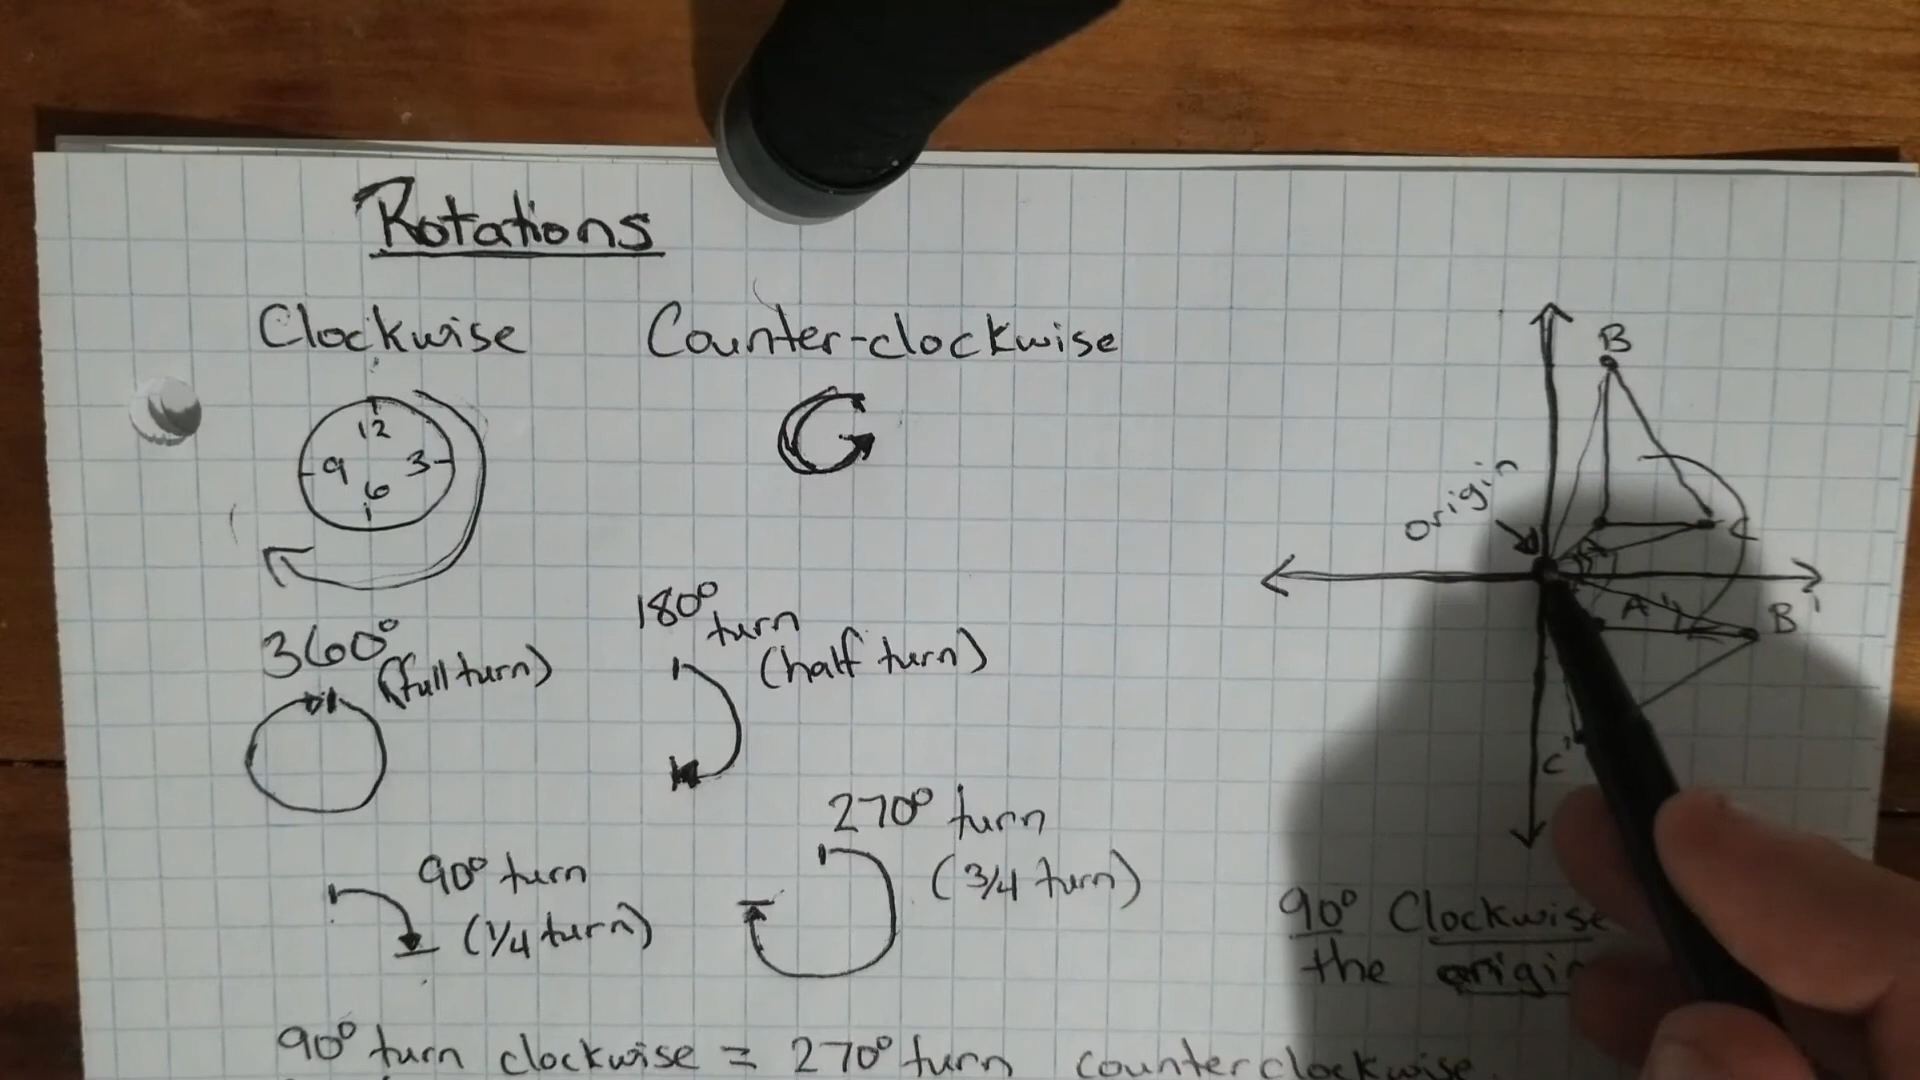 Rotations
Clockwise
Counter-clockwise
12
9
3
6
360°
(full turn)
180°
turn
(half turn)
90° turn
(1/4 turn)
270° turn
(3/4 turn)
90° turn clockwise = 270° turn counterclockwise.
B
origin
C
A'
B'
C'
90° Clockwise
the origin